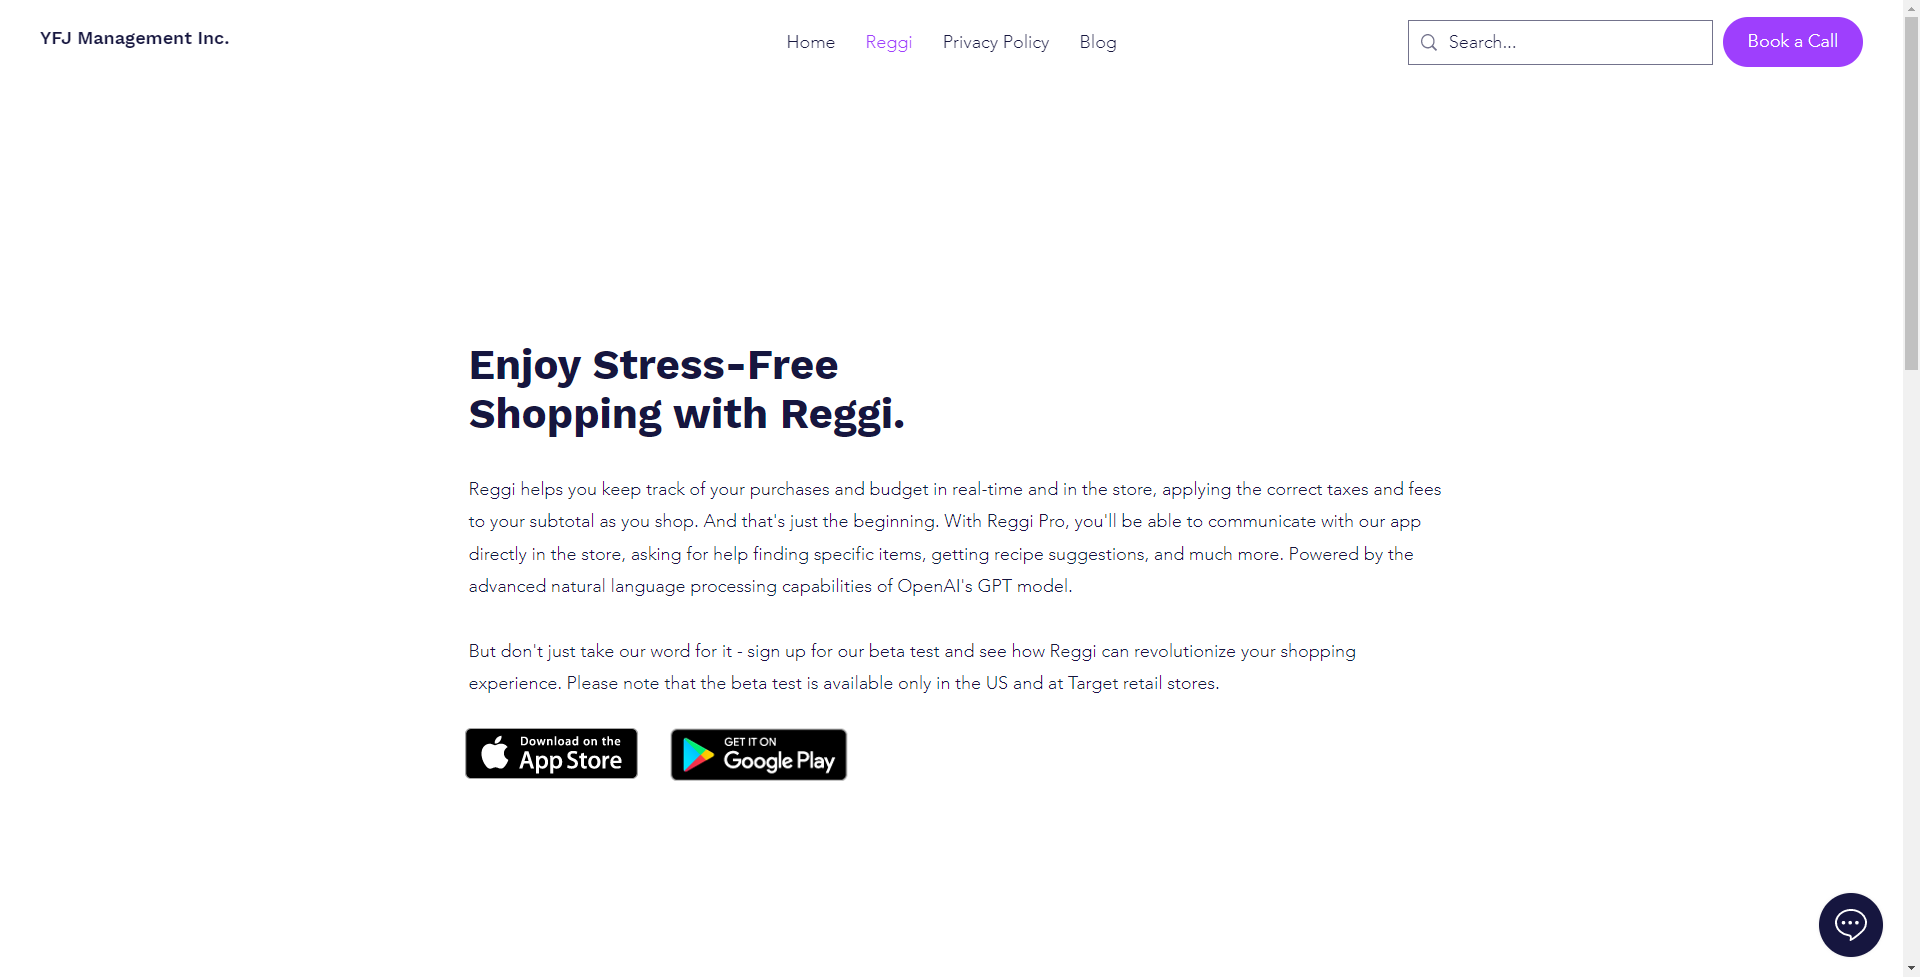 YFJ Management Inc.
Home
Reggi
Privacy Policy
Blog
Search...
Book a Call
Enjoy Stress-Free
Shopping with Reggi.
Reggi helps you keep track of your purchases and budget in real-time and in the store, applying the correct taxes and fees
to your subtotal as you shop. And that's just the beginning. With Reggi Pro, you'll be able to communicate with our app
directly in the store, asking for help finding specific items, getting recipe suggestions, and much more. Powered by the
advanced natural language processing capabilities of OpenAI's GPT model.
But don't just take our word for it - sign up for our beta test and see how Reggi can revolutionize your shopping
experience. Please note that the beta test is available only in the US and at Target retail stores.
Download on the
App Store
GET IT ON
Google Play